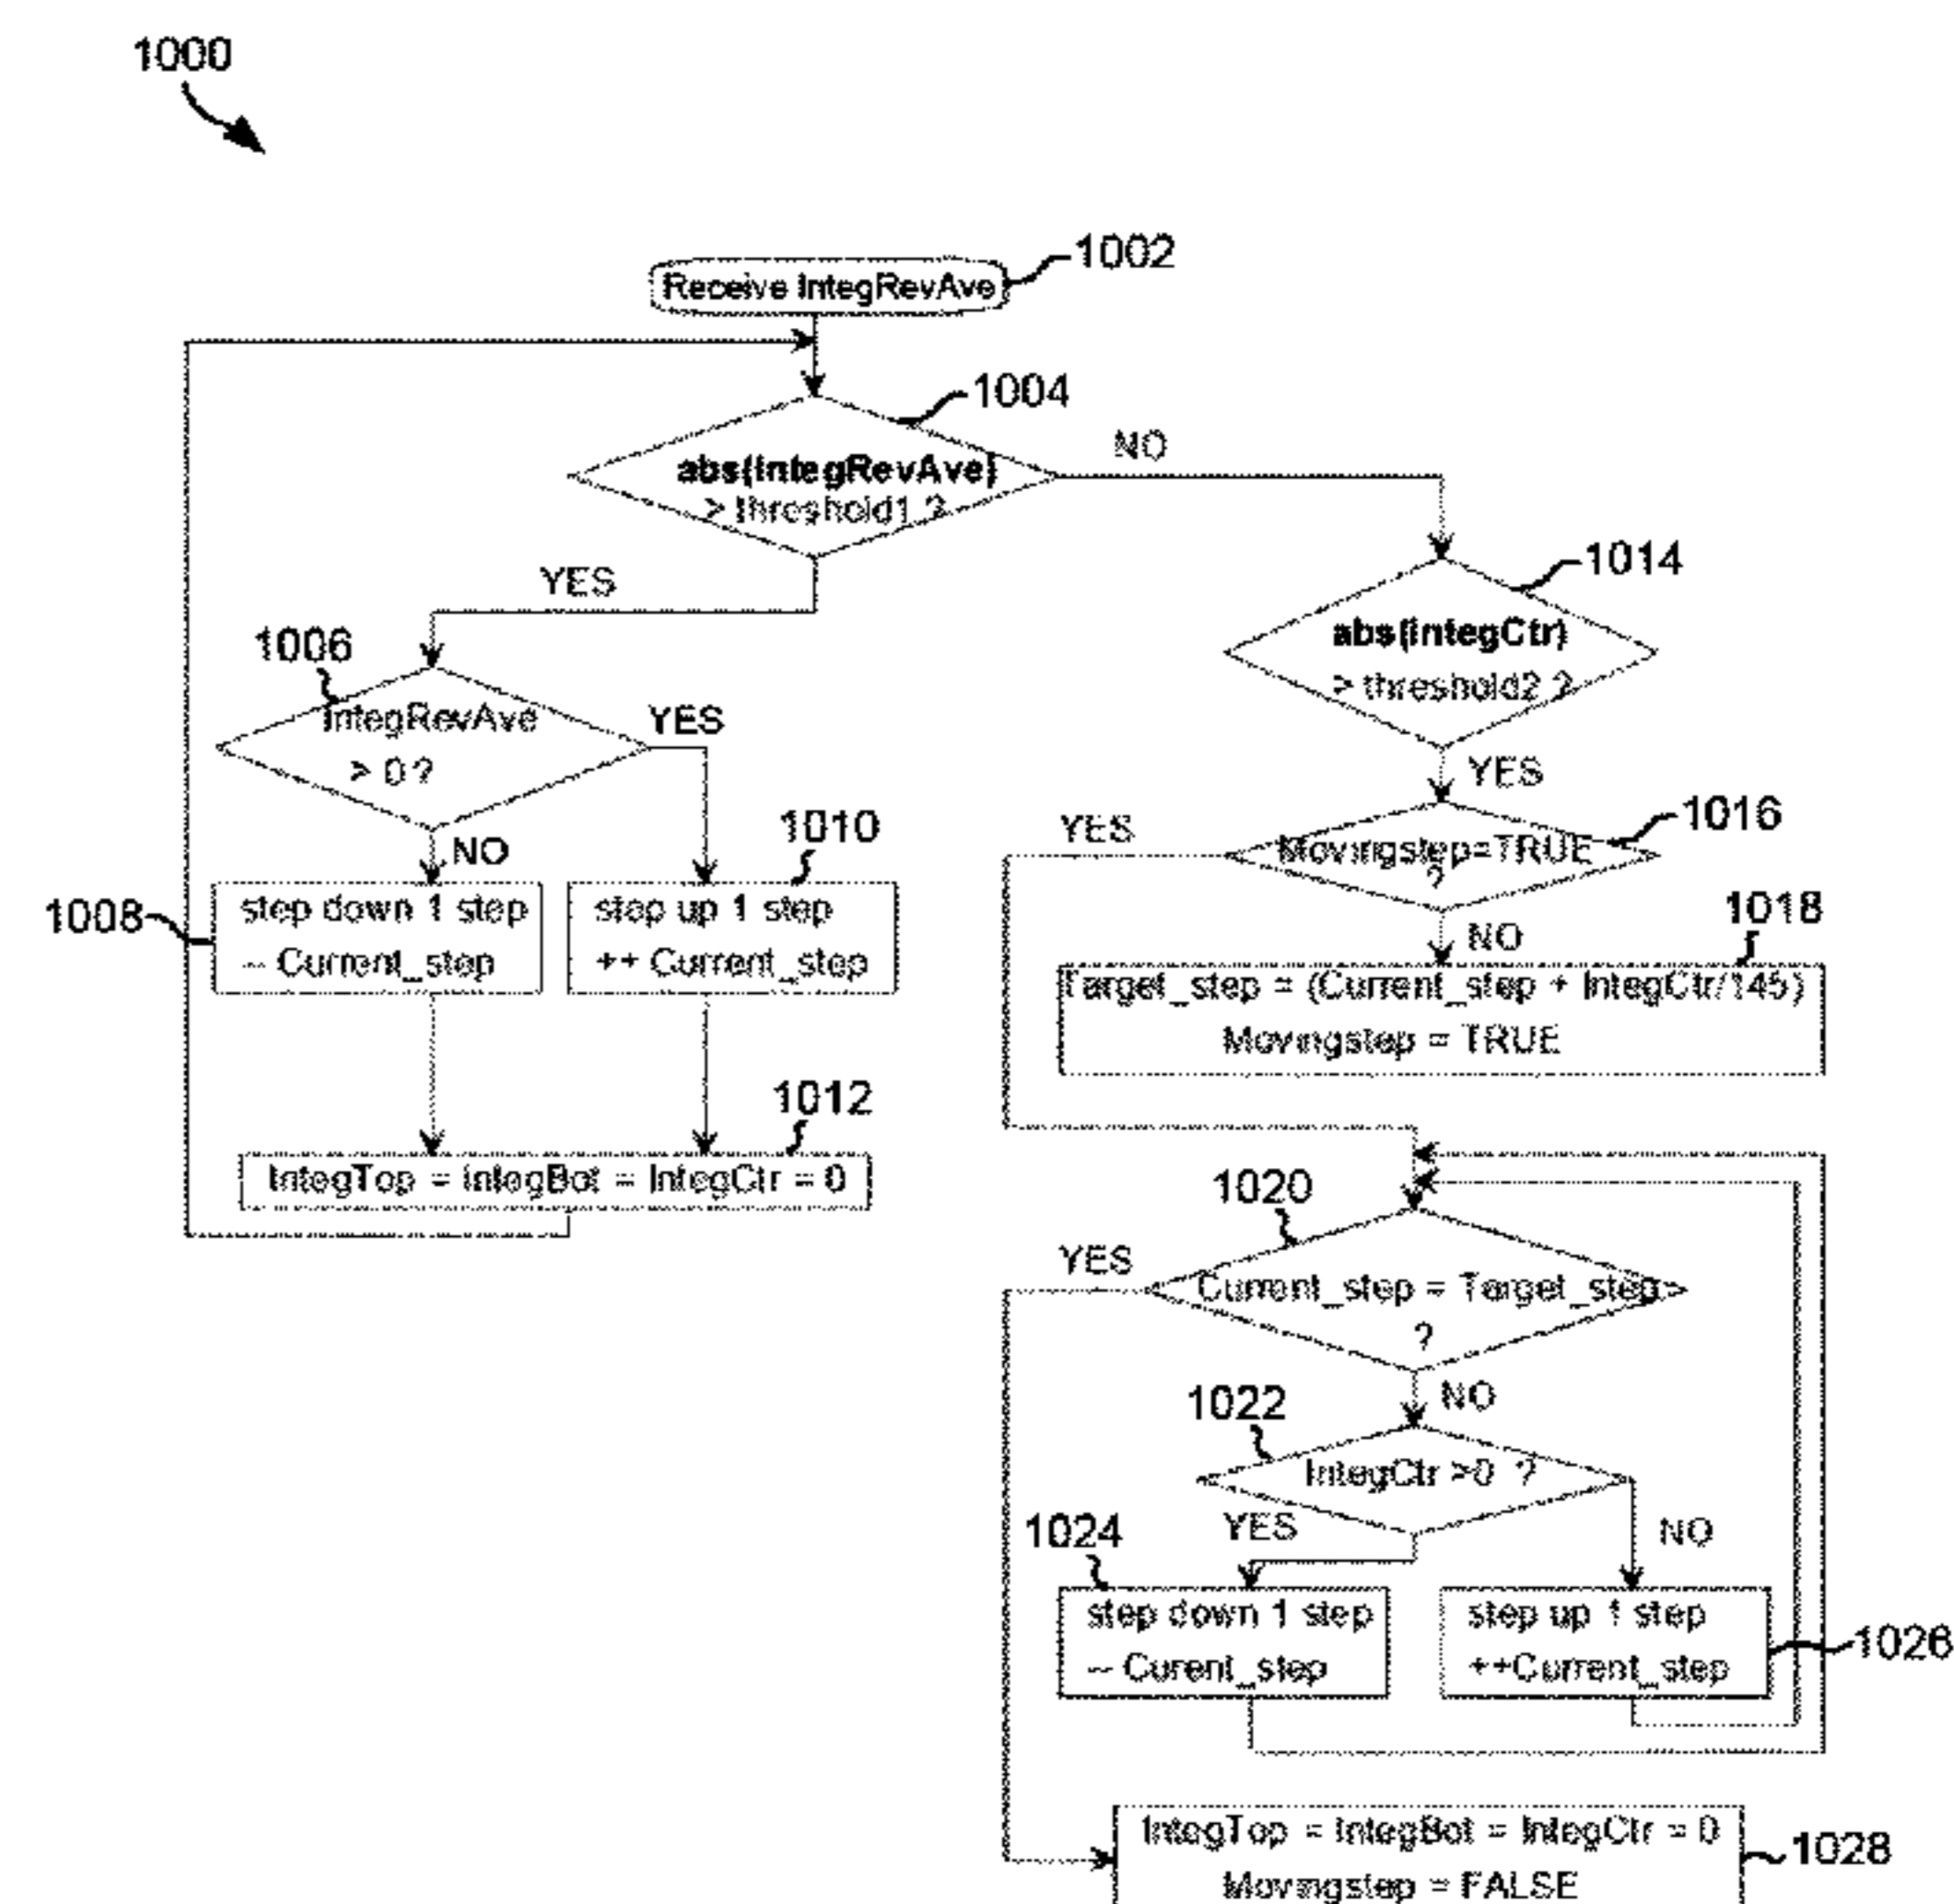 1000
Receive IntegRevAve
1002
1004
abs(IntegRevAve)
> threshold1 ?
NO
YES
1014
abs(IntegCtr)
> threshold2 ?
YES
1006
IntegRevAve
> 0 ?
YES
NO
1016
Movingstep=TRUE
?
YES
NO
1008
step down 1 step
-- Current_step
1010
step up 1 step
++ Current_step
1018
Target_step = (Current_step + IntegCtr/145)
Movingstep = TRUE
1012
IntegTop = IntegBot = IntegCtr = 0
1020
YES
Current_step = Target_step
?
NO
1022
IntegCtr >0 ?
YES
NO
1024
step down 1 step
-- Curent_step
step up 1 step
++Current_step
1026
IntegTop = IntegBot = IntegCtr = 0
Movingstep = FALSE
1028